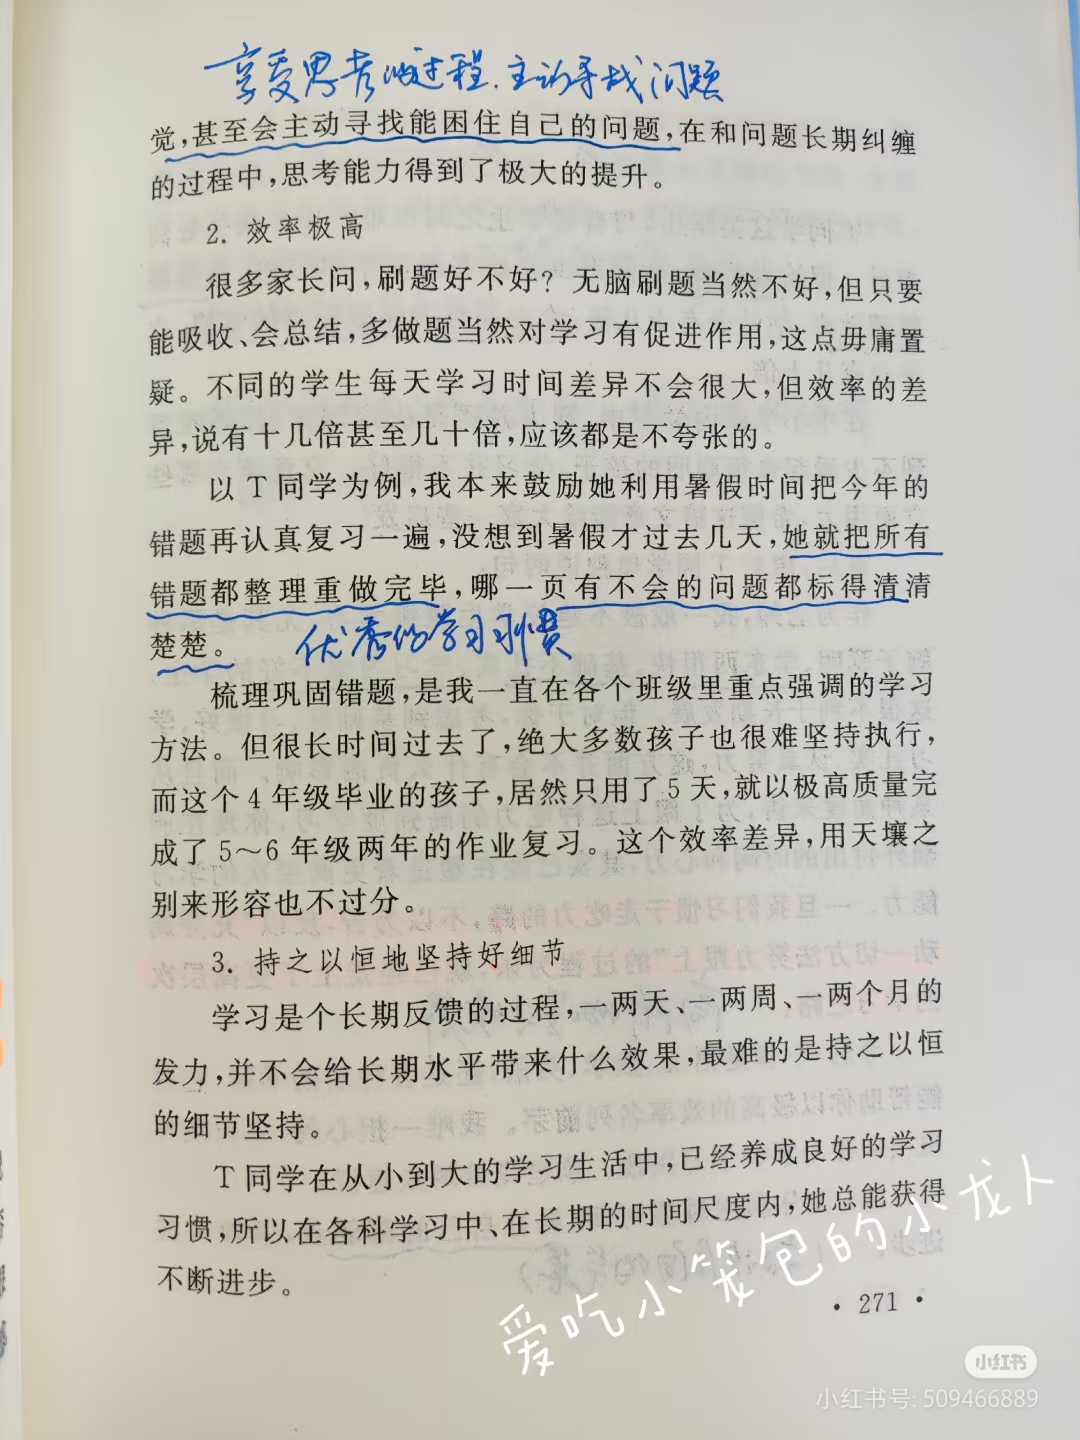 享受思考的过程.主动寻找问题
觉,甚至会主动寻找能困住自己的问题,在和问题长期纠缠
的过程中,思考能力得到了极大的提升。
2. 效率极高
很多家长问,刷题好不好?无脑刷题当然不好,但只要
能吸收、会总结,多做题当然对学习有促进作用,这点毋庸置
疑。不同的学生每天学习时间差异不会很大,但效率的差
异,说有十几倍甚至几十倍,应该都是不夸张的。
以T同学为例,我本来鼓励她利用暑假时间把今年的
错题再认真复习一遍,没想到暑假才过去几天,她就把所有
错题都整理重做完毕,哪一页有不会的问题都标得清清
楚楚。
优秀的学习习惯
梳理巩固错题,是我一直在各个班级里重点强调的学习
方法。但很长时间过去了,绝大多数孩子也很难坚持执行,
而这个4年级毕业的孩子,居然只用了5天,就以极高质量完
成了5~6年级两年的作业复习。这个效率差异,用天壤之
别来形容也不过分。
3. 持之以恒地坚持好细节
学习是个长期反馈的过程,一两天、一两周、一两个月的
发力,并不会给长期水平带来什么效果,最难的是持之以恒
的细节坚持。
T同学在从小到大的学习生活中,已经养成良好的学习
习惯,所以在各科学习中、在长期的时间尺度内,她总能获得
不断进步。
• 271 •
爱吃小笼包的小龙人
小红书
小红书号: 509466889